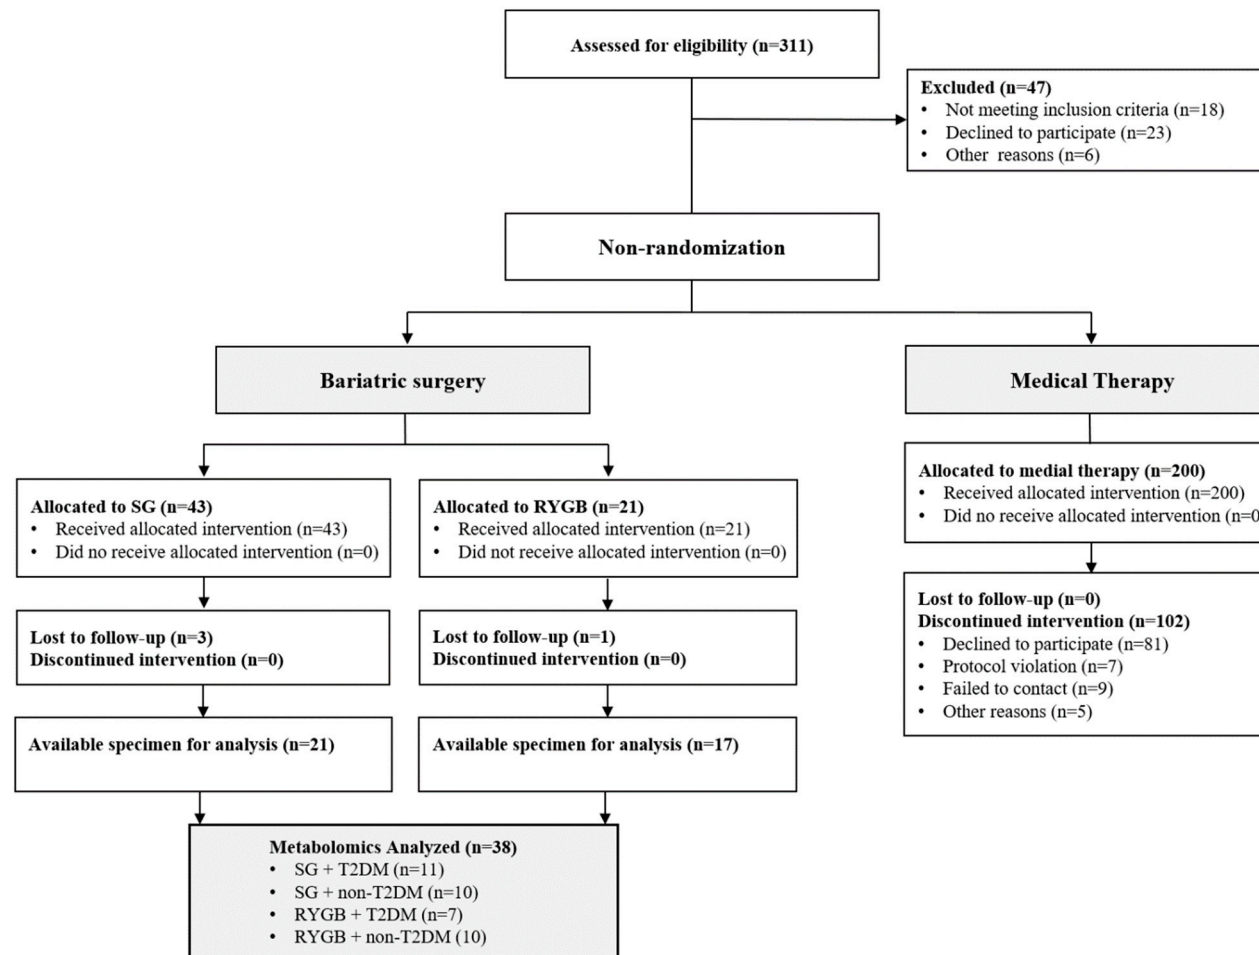 Assessed for eligibility (n=311)
Excluded (n=47)
• Not meeting inclusion criteria (n=18)
• Declined to participate (n=23)
• Other reasons (n=6)
Non-randomization
Bariatric surgery
Medical Therapy
Allocated to SG (n=43)
• Received allocated intervention (n=43)
• Did no receive allocated intervention (n=0)
Allocated to RYGB (n=21)
• Received allocated intervention (n=21)
• Did not receive allocated intervention (n=0)
Allocated to medial therapy (n=200)
• Received allocated intervention (n=200)
• Did no receive allocated intervention (n=0
Lost to follow-up (n=3)
Discontinued intervention (n=0)
Lost to follow-up (n=1)
Discontinued intervention (n=0)
Lost to follow-up (n=0)
Discontinued intervention (n=102)
• Declined to participate (n=81)
• Protocol violation (n=7)
• Failed to contact (n=9)
• Other reasons (n=5)
Available specimen for analysis (n=21)
Available specimen for analysis (n=17)
Metabolomics Analyzed (n=38)
• SG + T2DM (n=11)
• SG + non-T2DM (n=10)
• RYGB + T2DM (n=7)
• RYGB + non-T2DM (10)